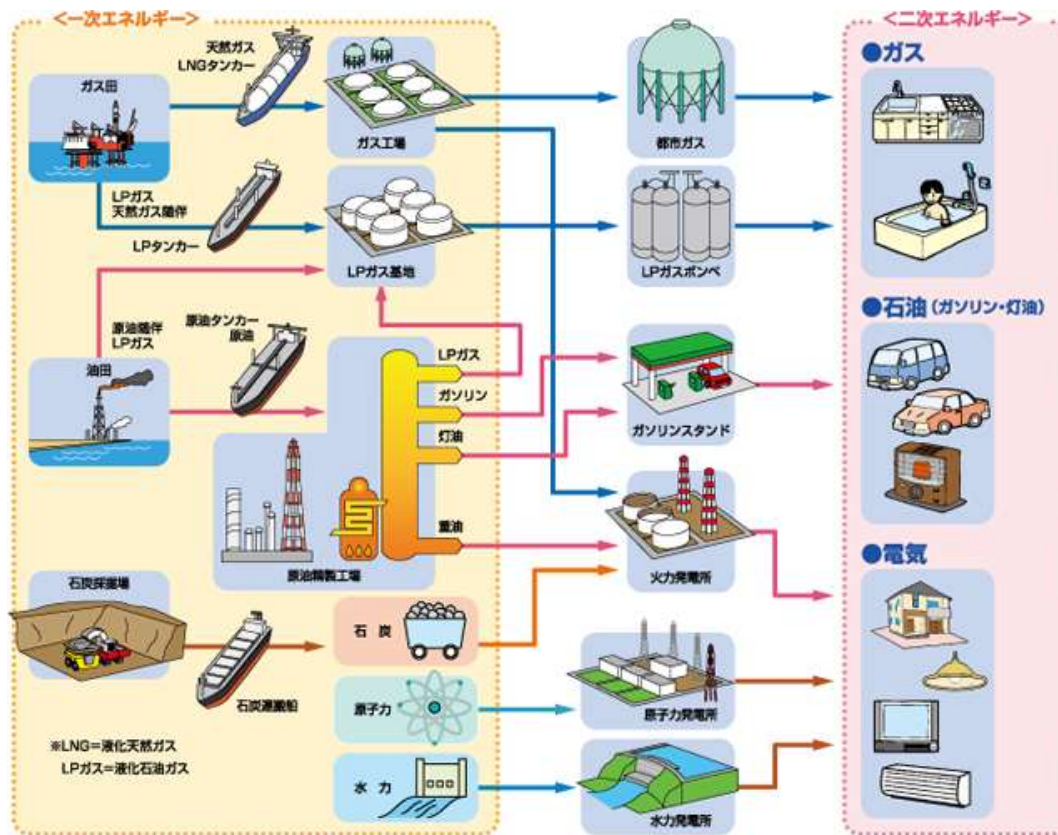 <一次エネルギー>
<二次エネルギー>
天然ガス
LNGタンカー
ガス田
ガス工場
都市ガス
●ガス
LPガス
天然ガス随伴
LPタンカー
LPガス基地
LPガスボンベ
原油随伴
LPガス
油田
原油タンカー
原油
LPガス
ガソリン
灯油
重油
原油精製工場
ガソリンスタンド
●石油(ガソリン・灯油)
火力発電所
●電気
石炭採掘場
石炭運搬船
石炭
原子力
原子力発電所
水力
水力発電所
※LNG=液化天然ガス
LPガス=液化石油ガス